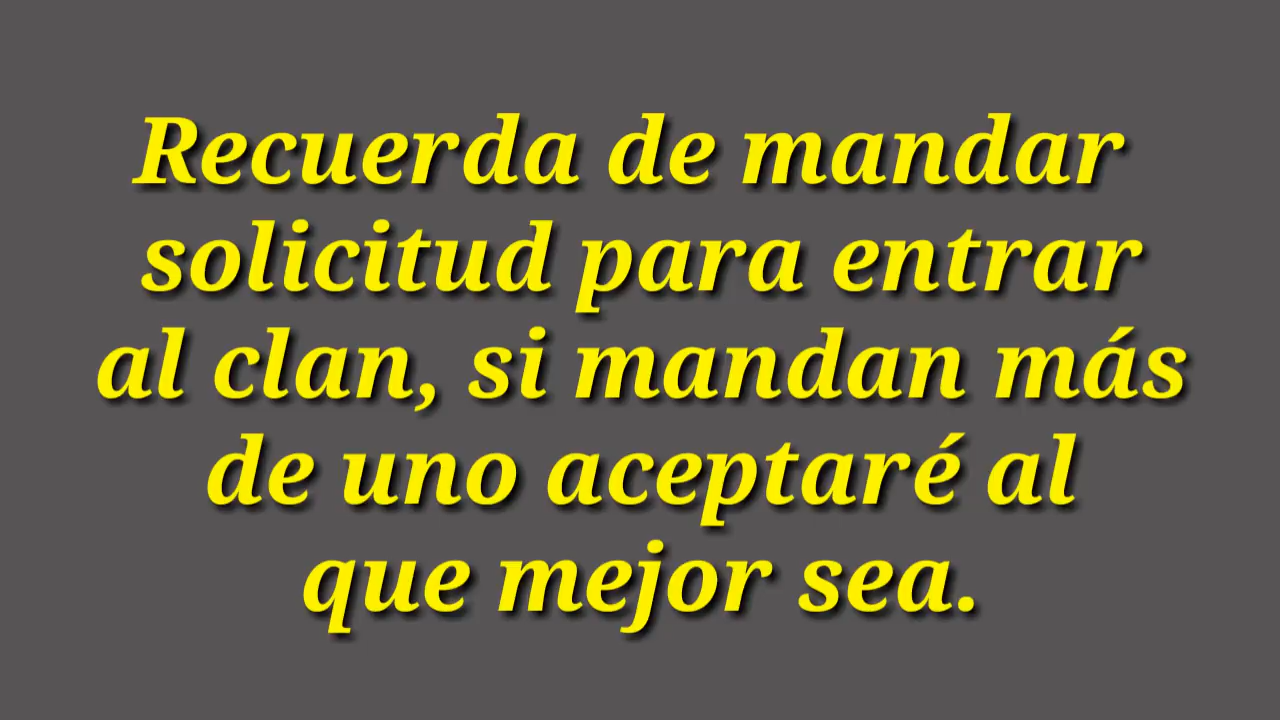 Recuerda de mandar
solicitud para entrar
al clan, si mandan más
de uno aceptaré al
que mejor sea.